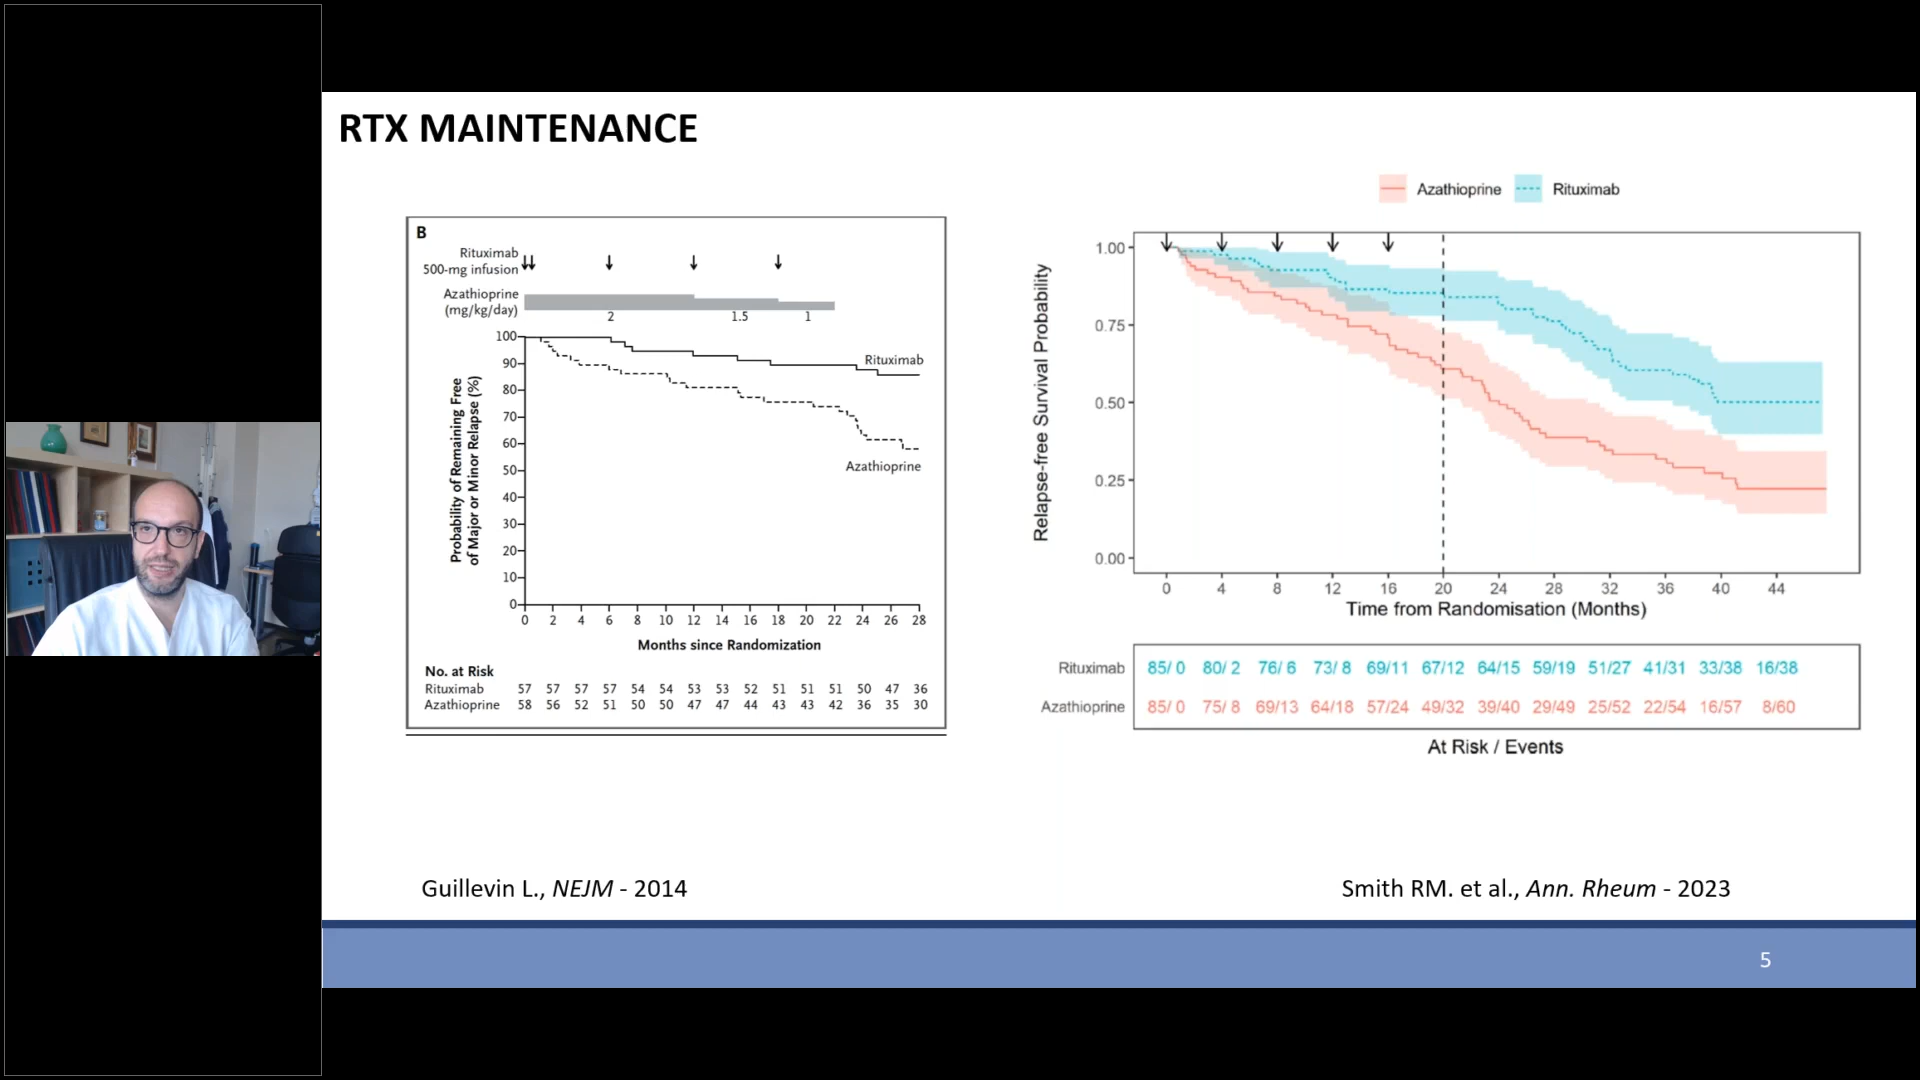 RTX MAINTENANCE
B
Rituximab
500-mg infusion
Azathioprine
(mg/kg/day)
2 1.5 1
Probability of Remaining Free
of Major or Minor Relapse (%)
100
90
80
70
60
50
40
30
20
10
0
Rituximab
Azathioprine
0 2 4 6 8 10 12 14 16 18 20 22 24 26 28
Months since Randomization
No. at Risk
Rituximab 57 57 57 57 54 54 53 53 52 51 51 51 50 47 36
Azathioprine 58 56 52 51 50 50 47 47 44 43 43 42 36 35 30
Guillevin L., NEJM - 2014
Azathioprine Rituximab
Relapse-free Survival Probability
1.00
0.75
0.50
0.25
0.00
0 4 8 12 16 20 24 28 32 36 40 44
Time from Randomisation (Months)
Rituximab 85/ 0 80/ 2 76/ 6 73/ 8 69/11 67/12 64/15 59/19 51/27 41/31 33/38 16/38
Azathioprine 85/ 0 75/ 8 69/13 64/18 57/24 49/32 39/40 29/49 25/52 22/54 16/57 8/60
At Risk / Events
Smith RM. et al., Ann. Rheum - 2023
5